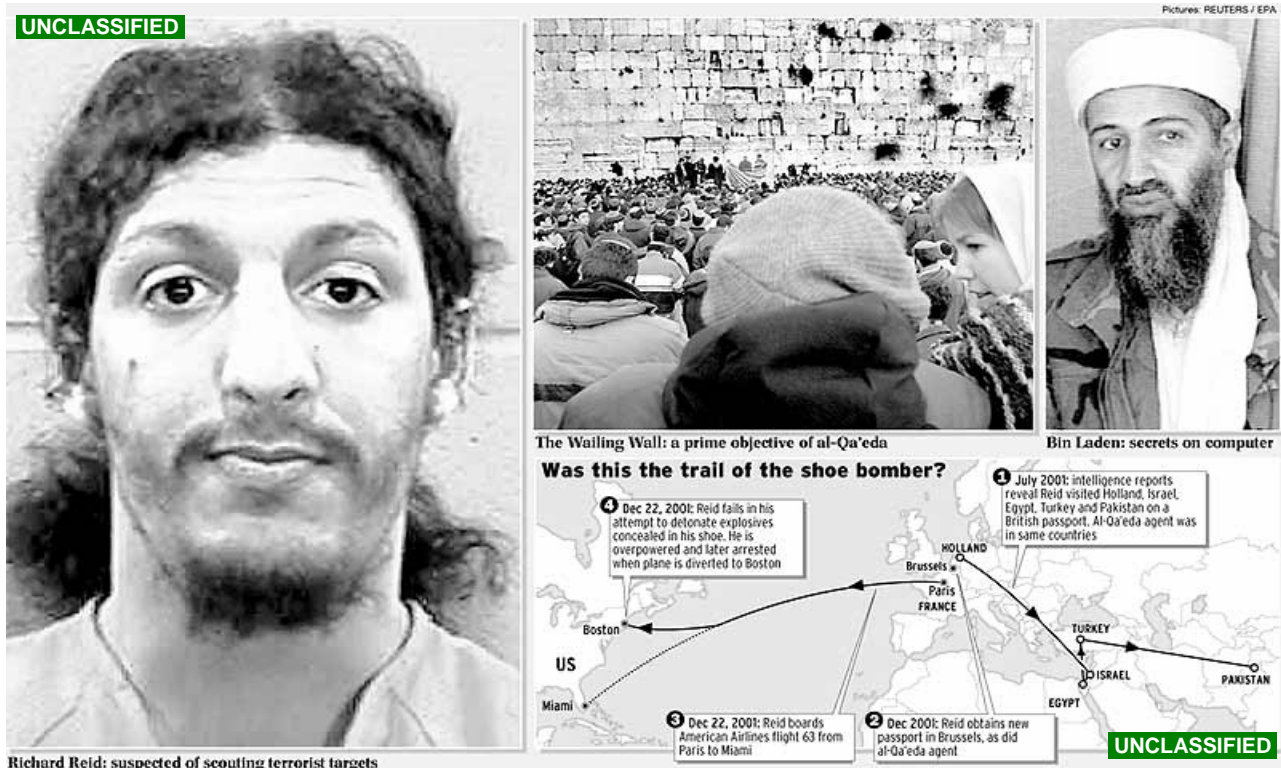 Pictures: REUTERS / EPA
UNCLASSIFIED
The Wailing Wall: a prime objective of al-Qa'eda
Bin Laden: secrets on computer
Was this the trail of the shoe bomber?
1 July 2001: intelligence reports
reveal Reid visited Holland, Israel,
Egypt, Turkey and Pakistan on a
British passport. Al-Qa'eda agent was
in same countries
4 Dec 22, 2001: Reid fails in his
attempt to detonate explosives
concealed in his shoe. He is
overpowered and later arrested
when plane is diverted to Boston
HOLLAND
Brussels
Paris
FRANCE
Boston
US
Miami
TURKEY
ISRAEL
EGYPT
PAKISTAN
3 Dec 22, 2001: Reid boards
American Airlines flight 63 from
Paris to Miami
2 Dec 2001: Reid obtains new
passport in Brussels, as did
al-Qa'eda agent
UNCLASSIFIED
Richard Reid: suspected of scouting terrorist targets